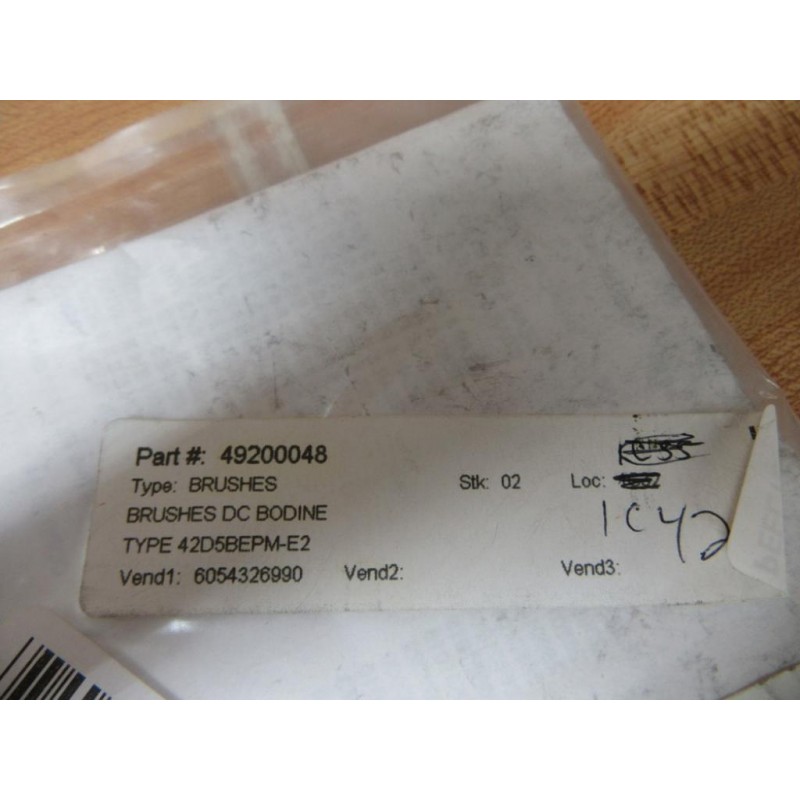 Part #: 49200048
Type: BRUSHES Stk: 02 Loc:
1C42
BRUSHES DC BODINE
TYPE 42D5BEPM-E2
Vend1: 6054326990 Vend2: Vend3: